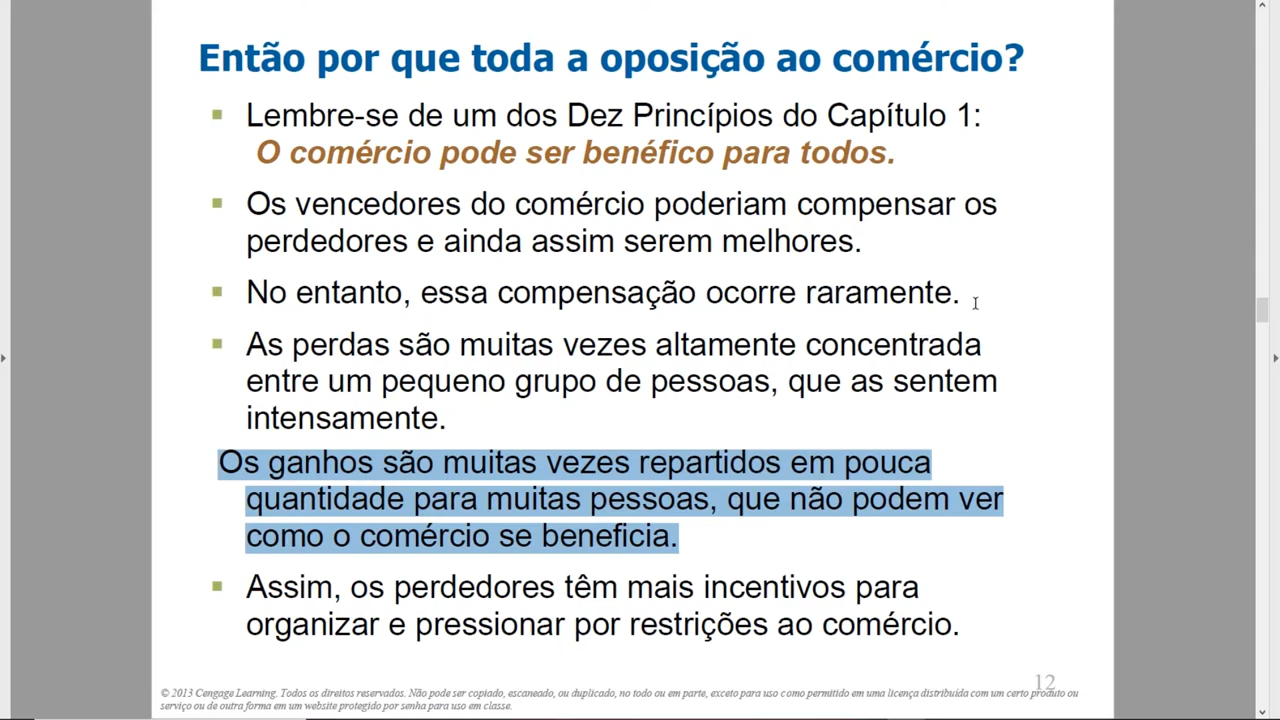 Então por que toda a oposição ao comércio?
Lembre-se de um dos Dez Princípios do Capítulo 1:
O comércio pode ser benéfico para todos.
Os vencedores do comércio poderiam compensar os
perdedores e ainda assim serem melhores.
No entanto, essa compensação ocorre raramente.
As perdas são muitas vezes altamente concentrada
entre um pequeno grupo de pessoas, que as sentem
intensamente.
Os ganhos são muitas vezes repartidos em pouca
quantidade para muitas pessoas, que não podem ver
como o comércio se beneficia.
Assim, os perdedores têm mais incentivos para
organizar e pressionar por restrições ao comércio.
12
© 2013 Cengage Learning. Todos os direitos reservados. Não pode ser copiado, escaneado, ou duplicado, no todo ou em parte, exceto para uso como permitido em uma licença distribuída com um certo produto ou
serviço ou de outra forma em um website protegido por senha para uso em classe.